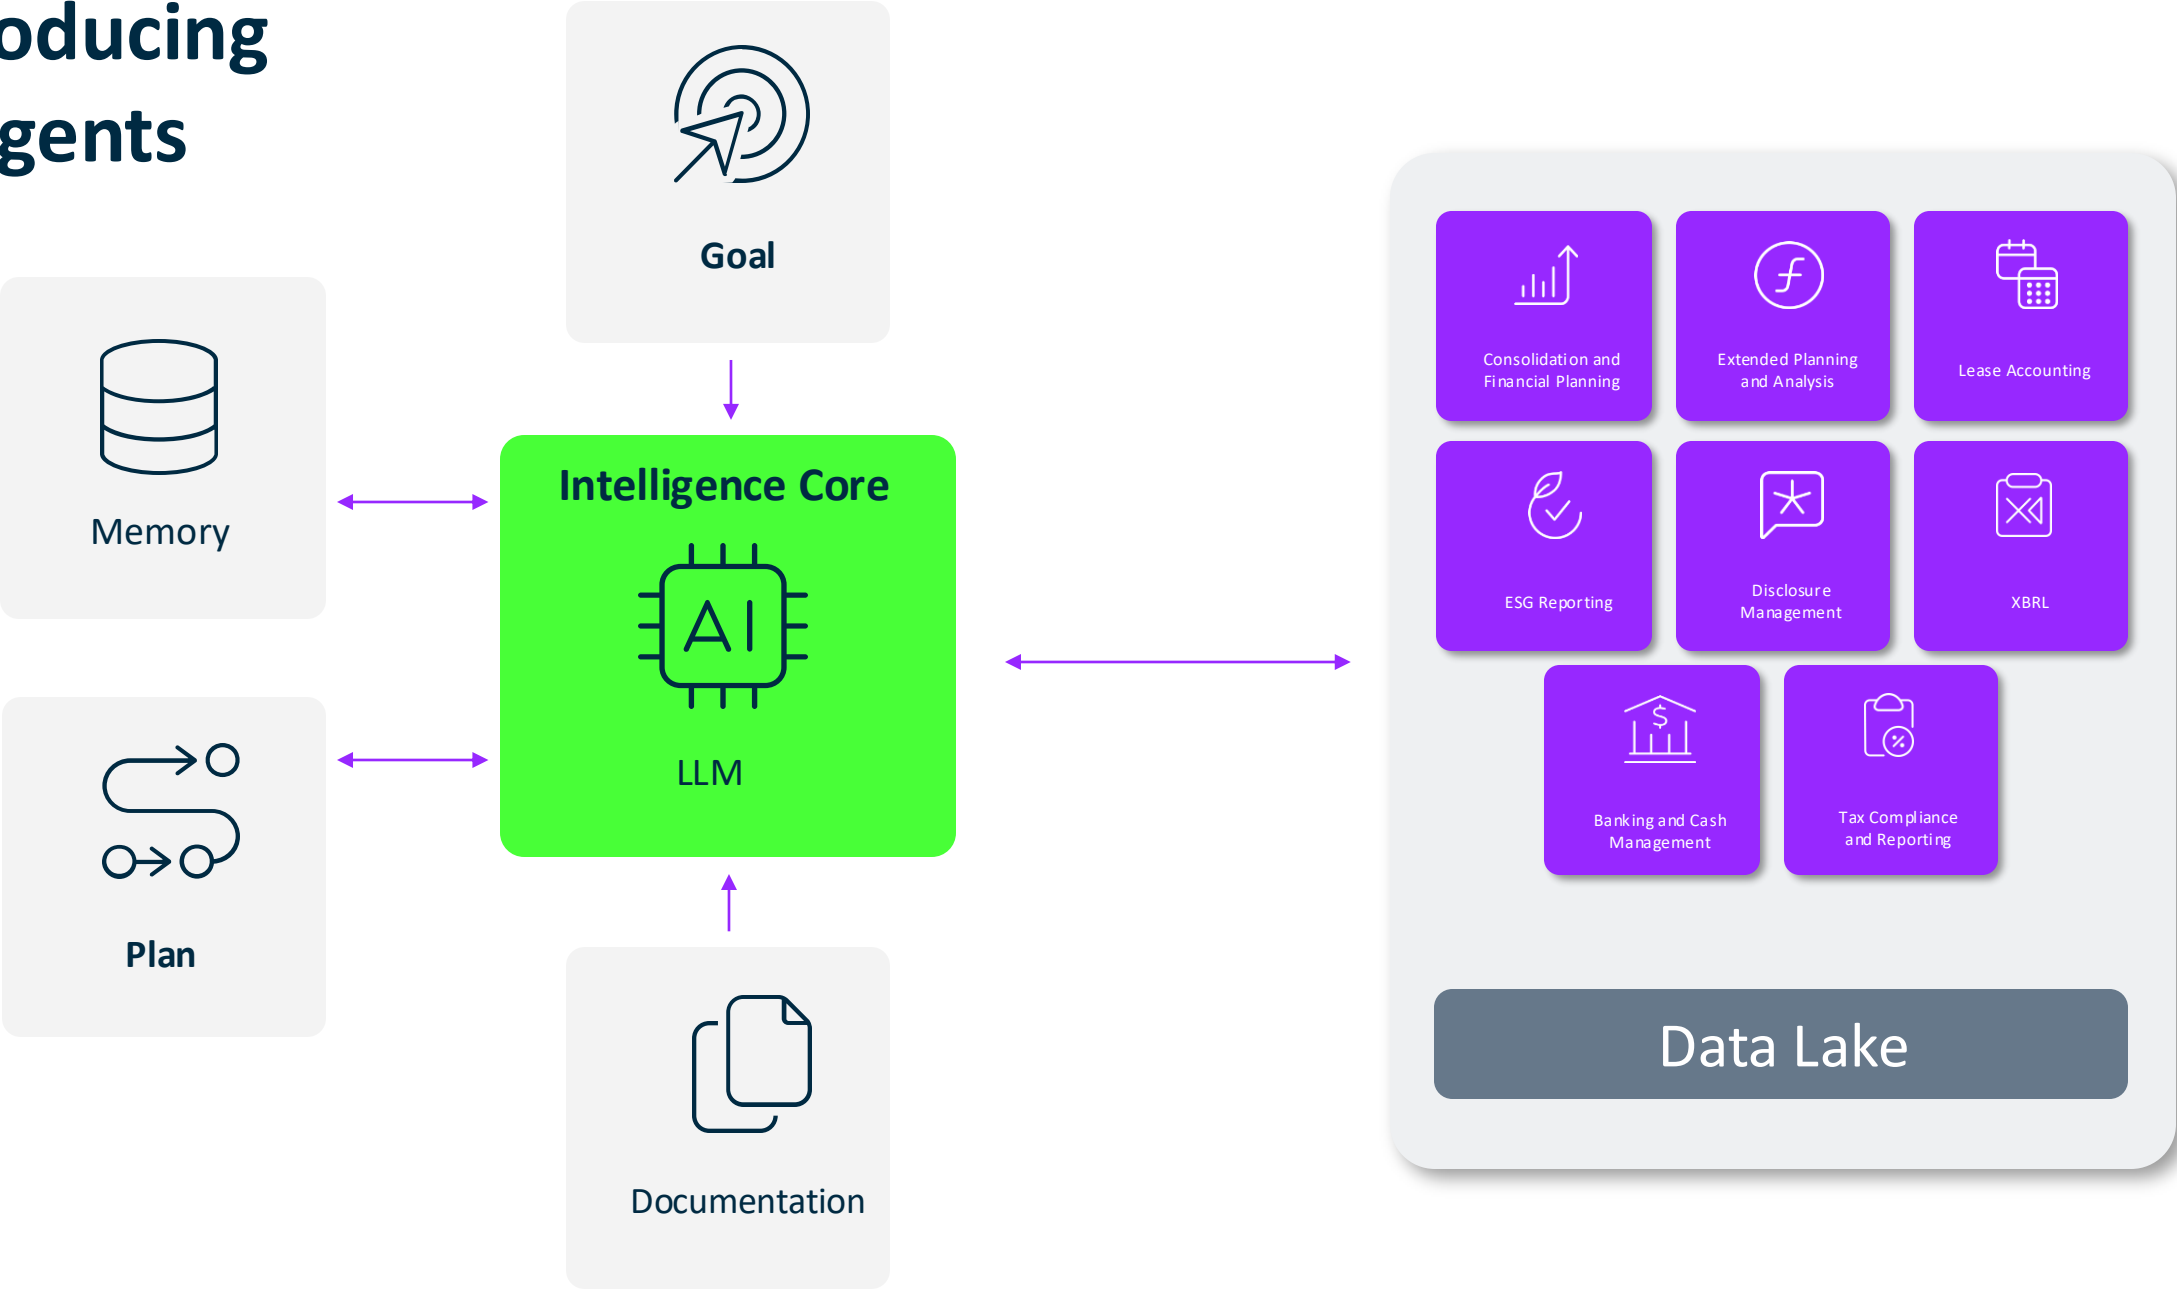 oducing
gents
Goal
Memory
Intelligence Core
AI
LLM
Plan
Documentation
Consolidation and
Financial Planning
Extended Planning
and Analysis
Lease Accounting
ESG Reporting
Disclosure
Management
XBRL
$
Banking and Cash
Management
%
Tax Compliance
and Reporting
Data Lake